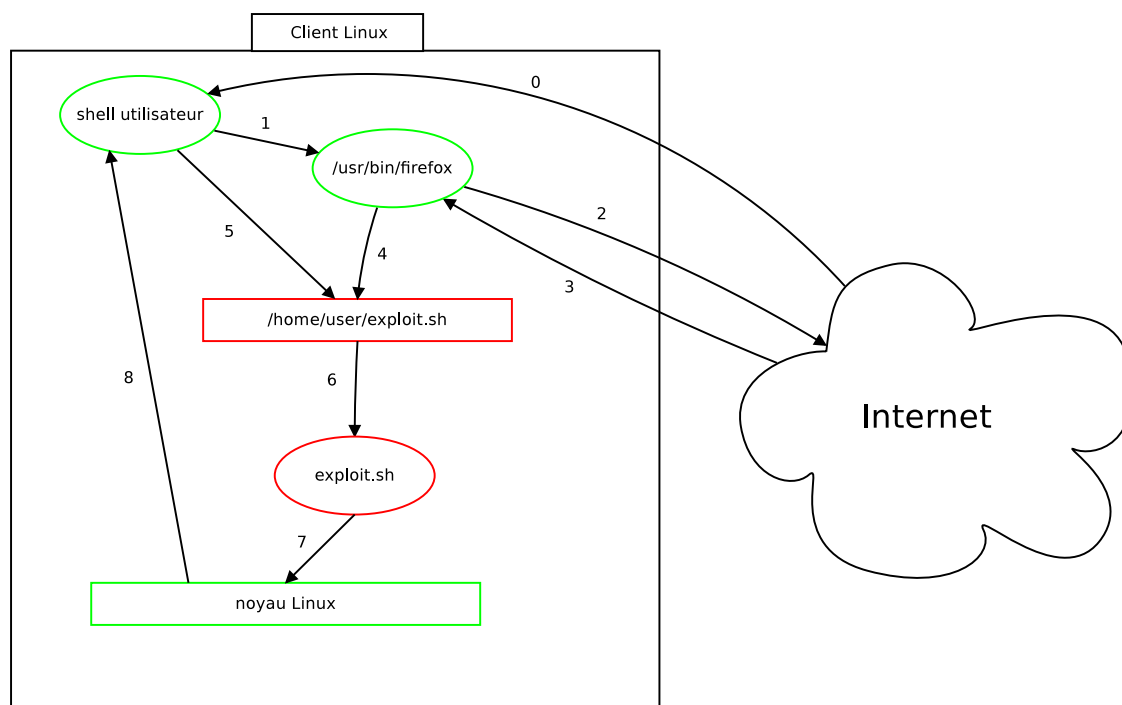 Client Linux
0
shell utilisateur
1
/usr/bin/firefox
2
5
4
3
/home/user/exploit.sh
8
6
Internet
exploit.sh
7
noyau Linux